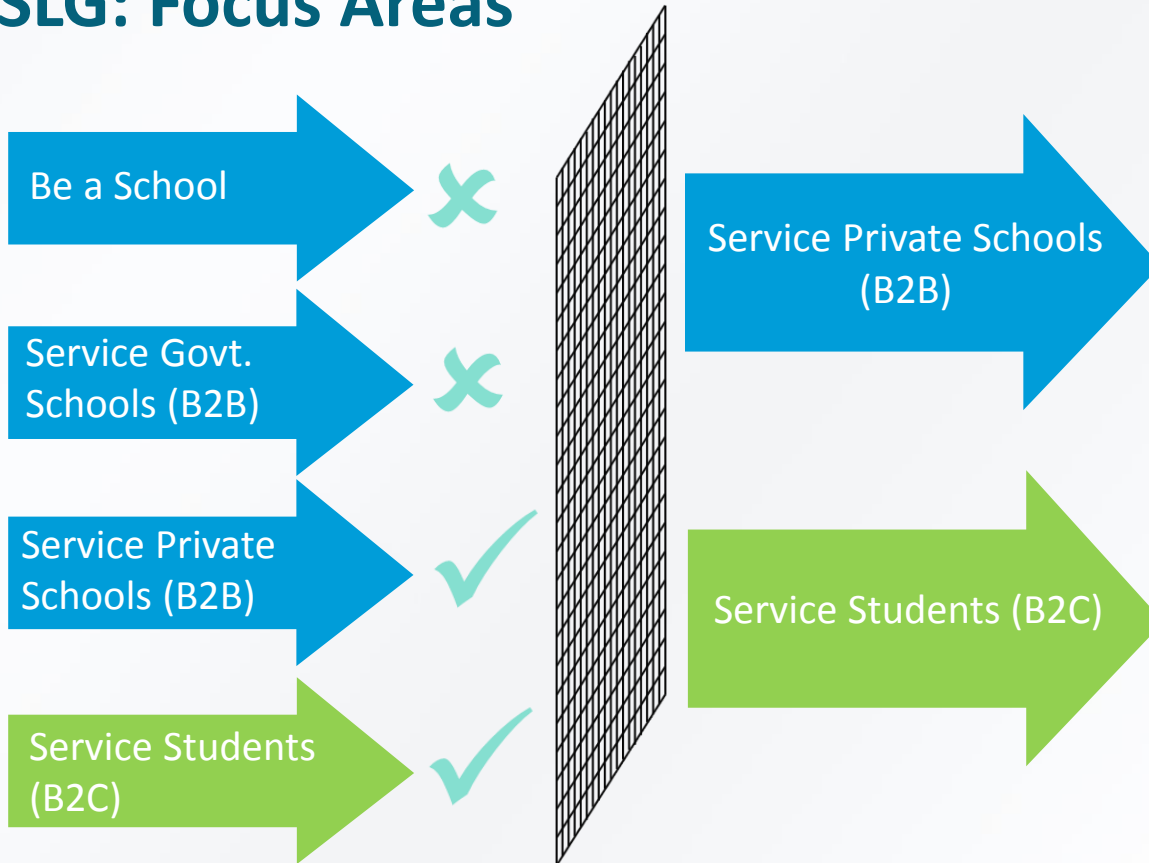 SLG: Focus Areas
Be a School
Service Govt.
Schools (B2B)
Service Private
Schools (B2B)
Service Students
(B2C)
Service Private Schools
(B2B)
Service Students (B2C)